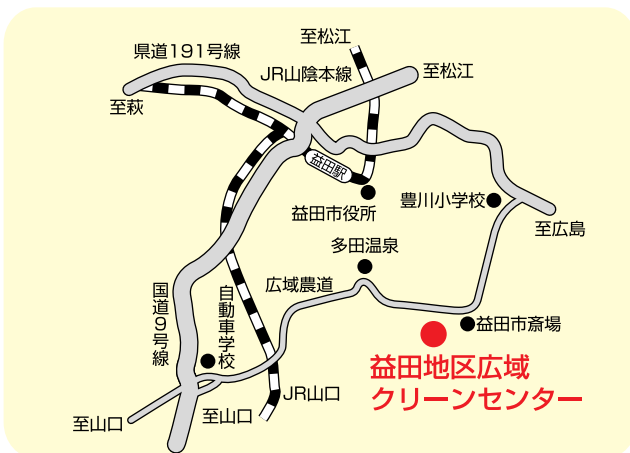 至松江
県道191号線
JR山陰本線
至松江
至萩
益田駅
益田市役所
豊川小学校
至広島
多田温泉
広域農道
国道9号線
自動車学校
益田市斎場
益田地区広域
クリーンセンター
JR山口
至山口
至山口